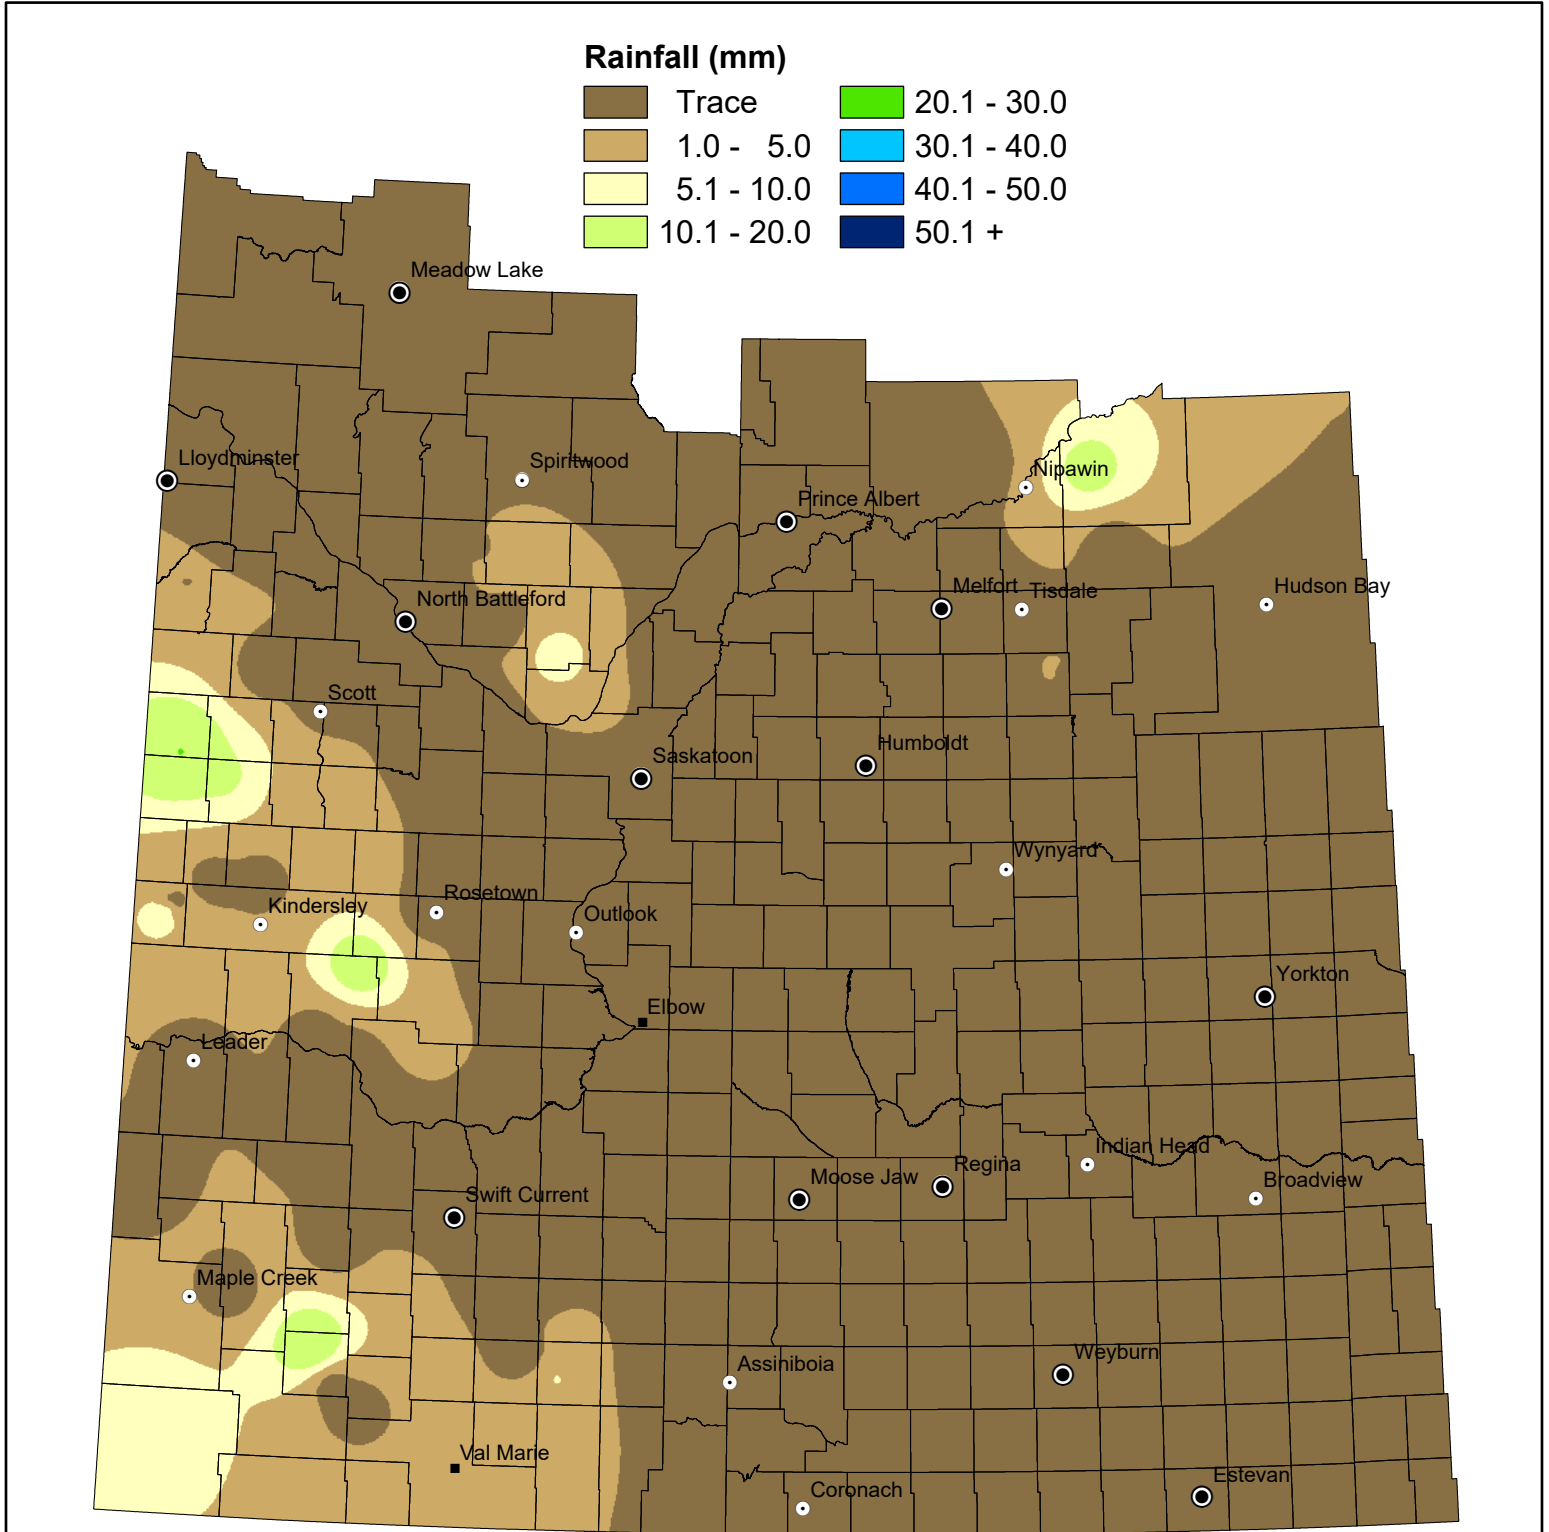 Rainfall (mm)
Trace
20.1 - 30.0
1.0 - 5.0
30.1 - 40.0
5.1 - 10.0
40.1 - 50.0
10.1 - 20.0
50.1 +
Meadow Lake
Lloydminster
Spiritwood
Nipawin
Prince Albert
North Battleford
Melfort
Tisdale
Hudson Bay
Scott
Saskatoon
Humboldt
Wynyard
Rosetown
Kindersley
Outlook
Yorkton
Elbow
Leader
Indian Head
Regina
Moose Jaw
Broadview
Swift Current
Maple Creek
Assiniboia
Weyburn
Val Marie
Estevan
Coronach